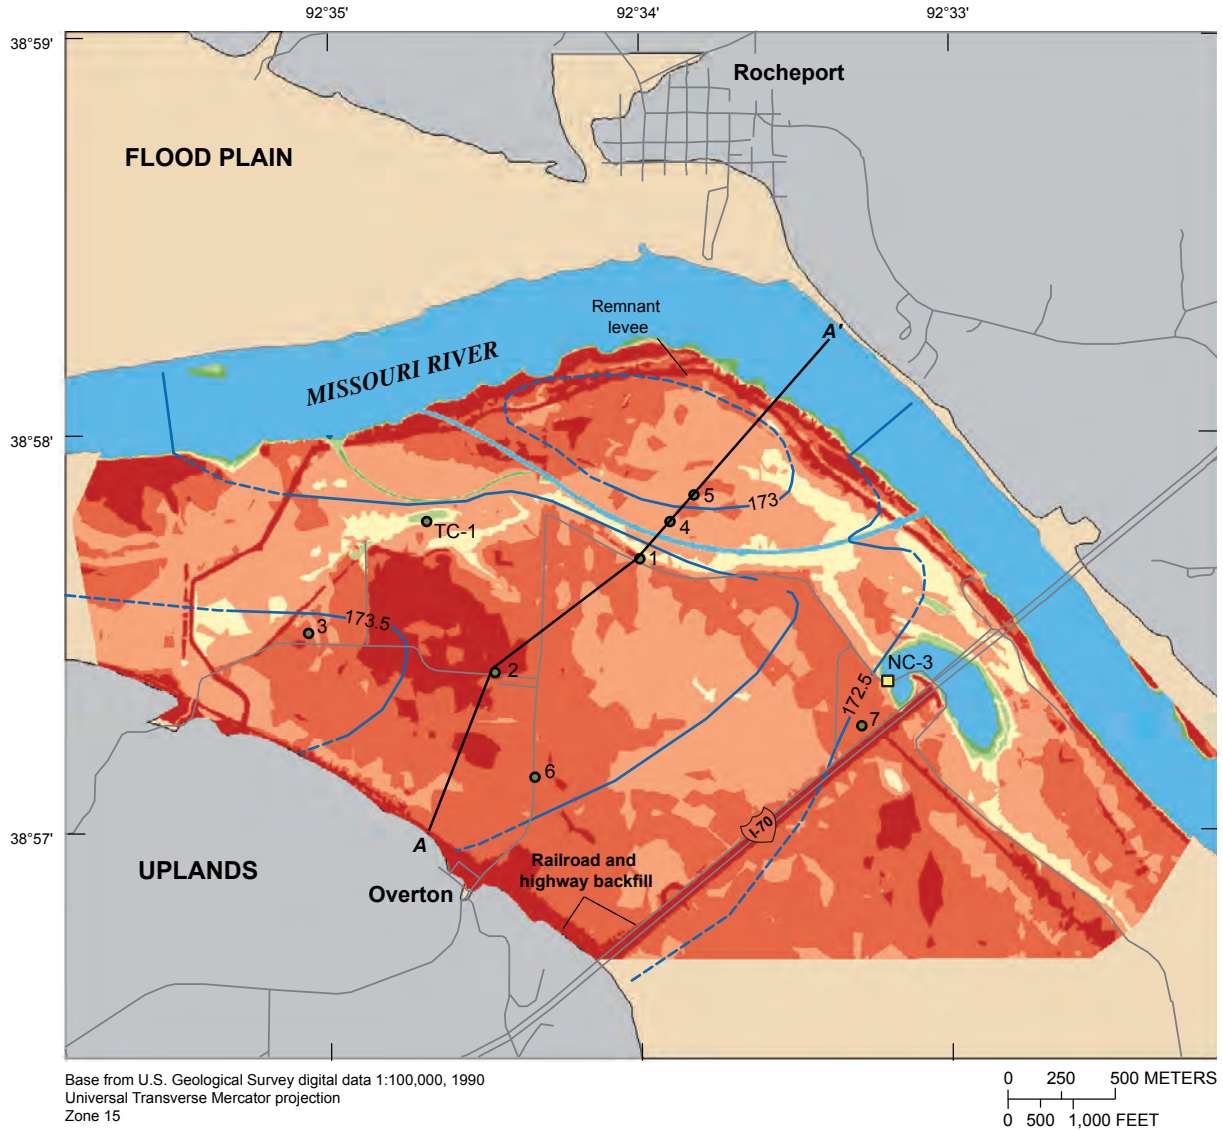 92°35'
92°34'
92°33'
38°59'
Rocheport
FLOOD PLAIN
Remnant
levee
A'
MISSOURI RIVER
38°58'
5
173
4
TC-1
1
173.5
3
2
NC-3
172.5
7
6
I-70
38°57'
A
UPLANDS
Railroad and
highway backfill
Overton
Base from U.S. Geological Survey digital data 1:100,000, 1990
Universal Transverse Mercator projection
Zone 15
0 250 500 METERS
0 500 1,000 FEET